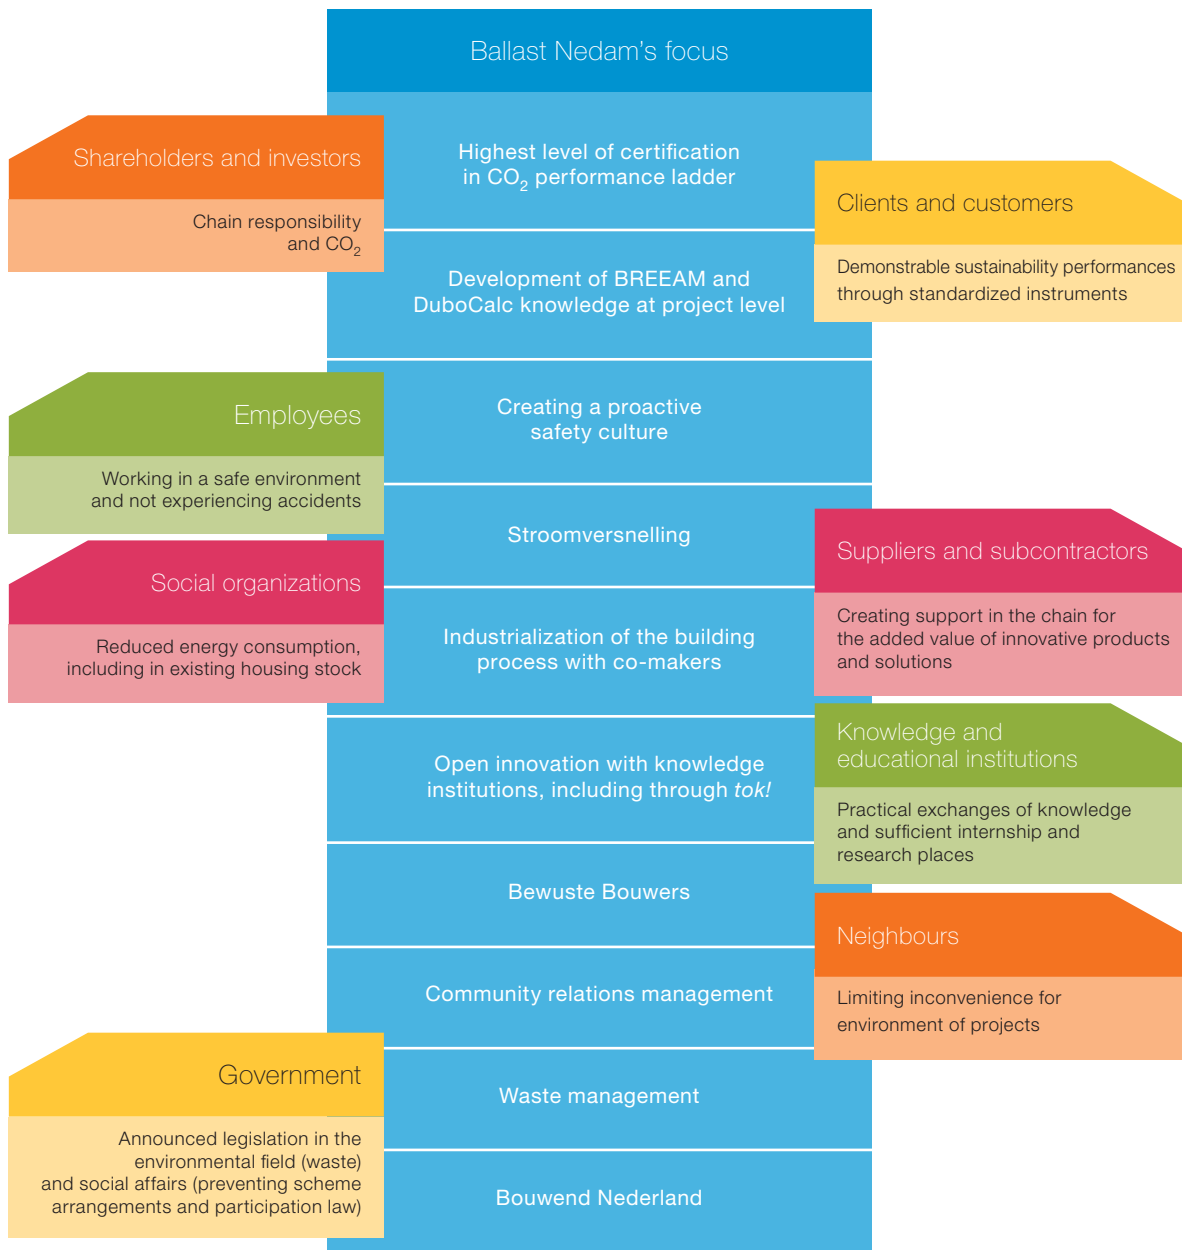 Ballast Nedam's focus
Shareholders and investors
Chain responsibility
and CO₂
Highest level of certification
in CO₂ performance ladder
Clients and customers
Demonstrable sustainability performances
through standardized instruments
Development of BREEAM and
DuboCalc knowledge at project level
Employees
Working in a safe environment
and not experiencing accidents
Creating a proactive
safety culture
Stroomversnelling
Social organizations
Reduced energy consumption,
including in existing housing stock
Suppliers and subcontractors
Creating support in the chain for
the added value of innovative products
and solutions
Industrialization of the building
process with co-makers
Knowledge and
educational institutions
Practical exchanges of knowledge
and sufficient internship and
research places
Open innovation with knowledge
institutions, including through tok!
Bewuste Bouwers
Neighbours
Limiting inconvenience for
environment of projects
Community relations management
Government
Announced legislation in the
environmental field (waste)
and social affairs (preventing scheme
arrangements and participation law)
Waste management
Bouwend Nederland